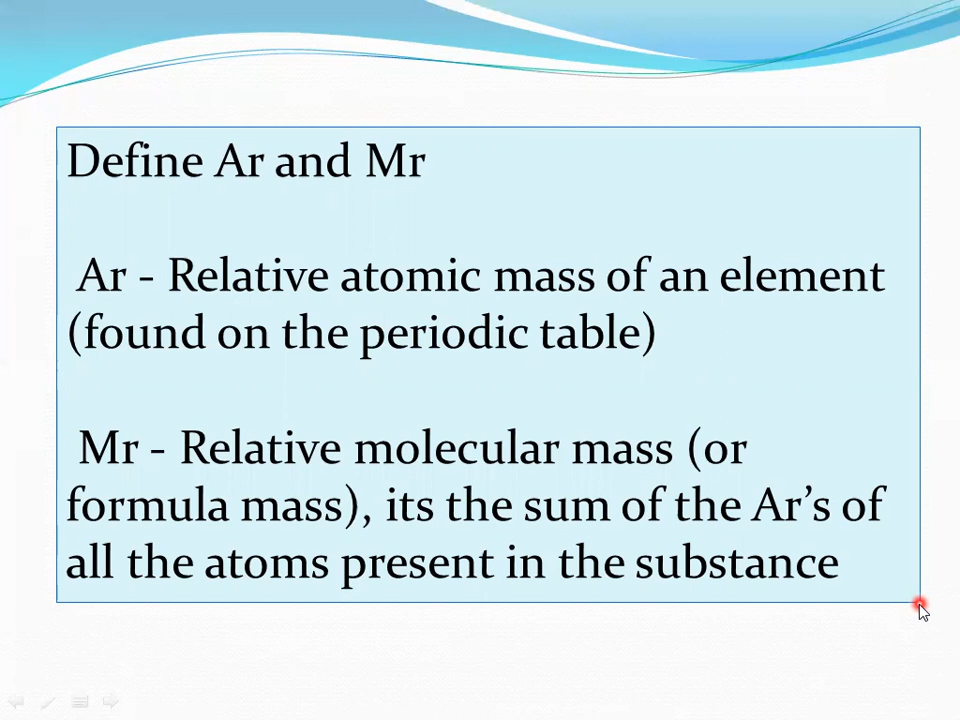 Define Ar and Mr
Ar - Relative atomic mass of an element
(found on the periodic table)
Mr - Relative molecular mass (or
formula mass), its the sum of the Ar’s of
all the atoms present in the substance